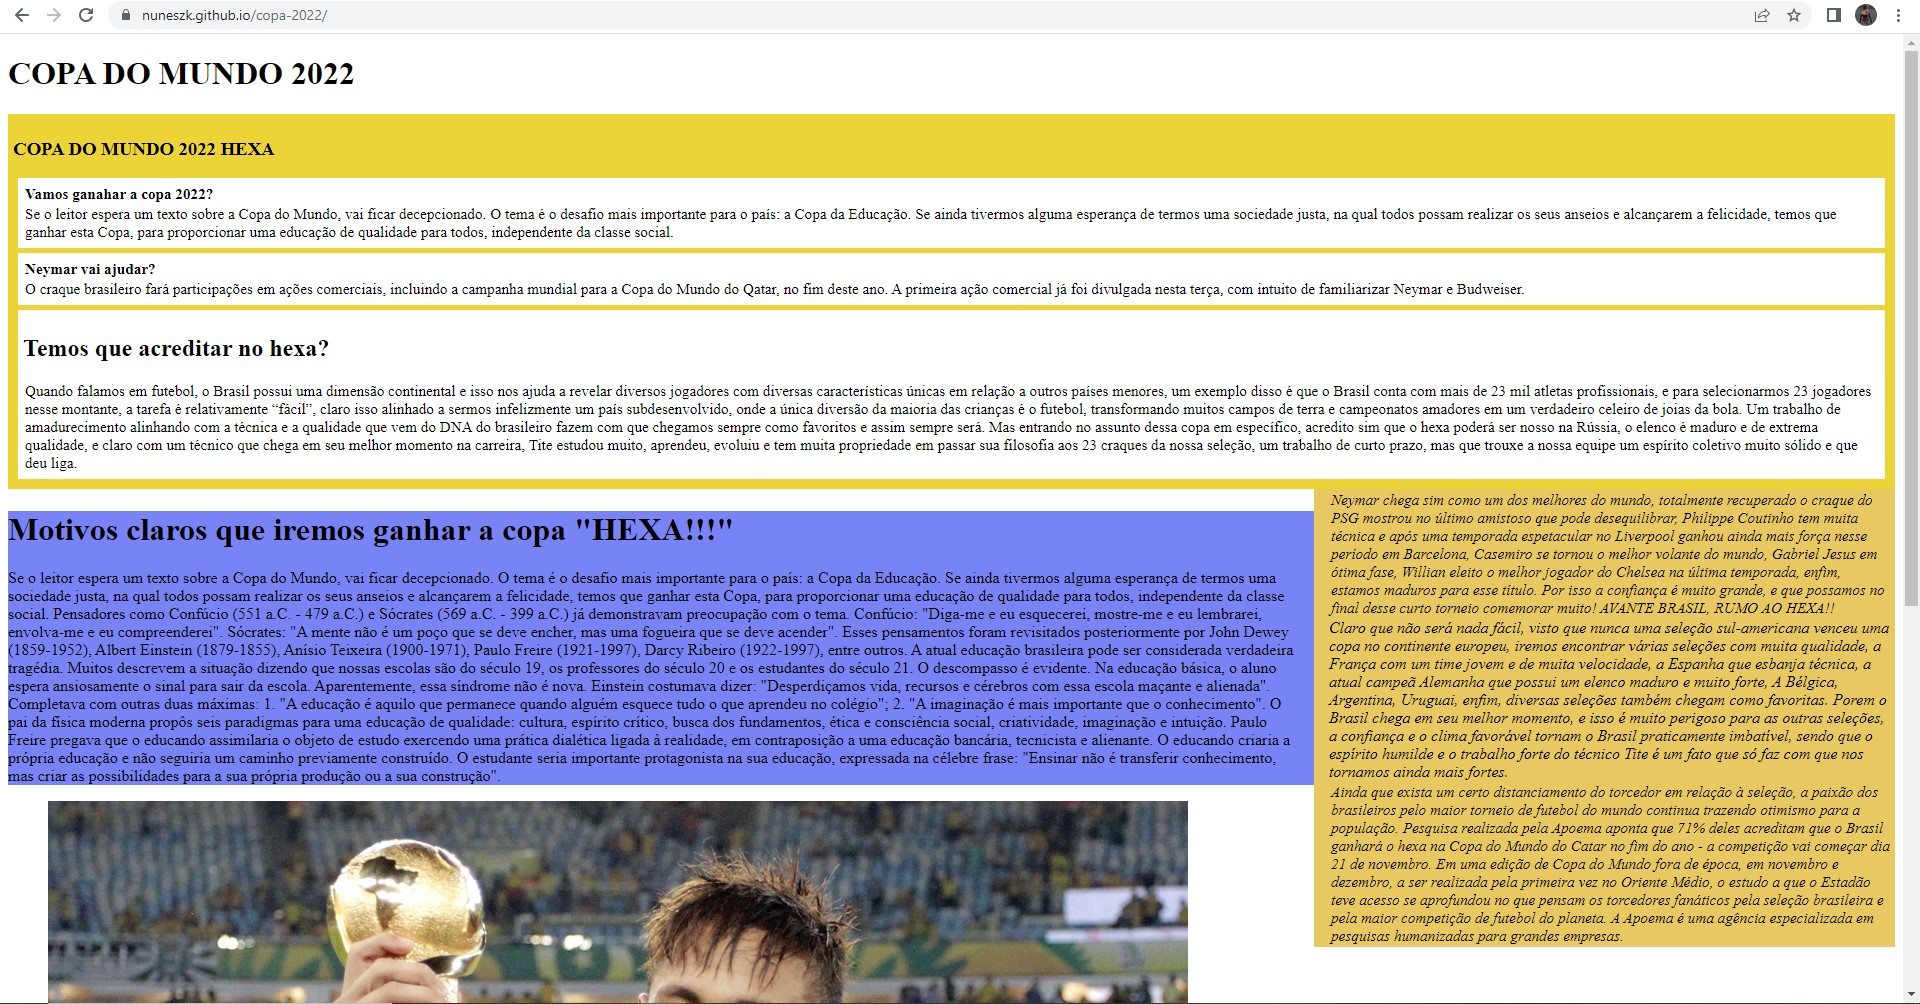 nuneszk.github.io/copa-2022/
COPA DO MUNDO 2022
COPA DO MUNDO 2022 HEXA
Vamos ganahar a copa 2022?
Se o leitor espera um texto sobre a Copa do Mundo, vai ficar decepcionado. O tema é o desafio mais importante para o país: a Copa da Educação. Se ainda tivermos alguma esperança de termos uma sociedade justa, na qual todos possam realizar os seus anseios e alcançarem a felicidade, temos que
ganhar esta Copa, para proporcionar uma educação de qualidade para todos, independente da classe social.
Neymar vai ajudar?
O craque brasileiro fará participações em ações comerciais, incluindo a campanha mundial para a Copa do Mundo do Qatar, no fim deste ano. A primeira ação comercial já foi divulgada nesta terça, com intuito de familiarizar Neymar e Budweiser.
Temos que acreditar no hexa?
Quando falamos em futebol, o Brasil possui uma dimensão continental e isso nos ajuda a revelar diversos jogadores com diversas características únicas em relação a outros países menores, um exemplo disso é que o Brasil conta com mais de 23 mil atletas profissionais, e para selecionarmos 23 jogadores
nesse montante, a tarefa é relativamente “fácil”, claro isso alinhado a sermos infelizmente um país subdesenvolvido, onde a única diversão da maioria das crianças é o futebol, transformando muitos campos de terra e campeonatos amadores em um verdadeiro celeiro de joias da bola. Um trabalho de
amadurecimento alinhando com a técnica e a qualidade que vem do DNA do brasileiro fazem com que chegamos sempre como favoritos e assim sempre será. Mas entrando no assunto dessa copa em específico, acredito sim que o hexa poderá ser nosso na Rússia, o elenco é maduro e de extrema
qualidade, e claro com um técnico que chega em seu melhor momento na carreira, Tite estudou muito, aprendeu, evoluiu e tem muita propriedade em passar sua filosofia aos 23 craques da nossa seleção, um trabalho de curto prazo, mas que trouxe a nossa equipe um espírito coletivo muito sólido e que
deu liga.
Motivos claros que iremos ganhar a copa "HEXA!!!"
Se o leitor espera um texto sobre a Copa do Mundo, vai ficar decepcionado. O tema é o desafio mais importante para o país: a Copa da Educação. Se ainda tivermos alguma esperança de termos uma
sociedade justa, na qual todos possam realizar os seus anseios e alcançarem a felicidade, temos que ganhar esta Copa, para proporcionar uma educação de qualidade para todos, independente da classe
social. Pensadores como Confúcio (551 a.C. - 479 a.C.) e Sócrates (569 a.C. - 399 a.C.) já demonstravam preocupação com o tema. Confúcio: "Diga-me e eu esquecerei, mostre-me e eu lembrarei,
envolva-me e eu compreenderei". Sócrates: "A mente não é um poço que se deve encher, mas uma fogueira que se deve acender". Esses pensamentos foram revisitados posteriormente por John Dewey
(1859-1952), Albert Einstein (1879-1855), Anísio Teixeira (1900-1971), Paulo Freire (1921-1997), Darcy Ribeiro (1922-1997), entre outros. A atual educação brasileira pode ser considerada verdadeira
tragédia. Muitos descrevem a situação dizendo que nossas escolas são do século 19, os professores do século 20 e os estudantes do século 21. O descompasso é evidente. Na educação básica, o aluno
espera ansiosamente o sinal para sair da escola. Aparentemente, essa síndrome não é nova. Einstein costumava dizer: "Desperdiçamos vida, recursos e cérebros com essa escola maçante e alienada".
Completava com outras duas máximas: 1. "A educação é aquilo que permanece quando alguém esquece tudo o que aprendeu no colégio"; 2. "A imaginação é mais importante que o conhecimento". O
pai da física moderna propôs seis paradigmas para uma educação de qualidade: cultura, espírito crítico, busca dos fundamentos, ética e consciência social, criatividade, imaginação e intuição. Paulo
Freire pregava que o educando assimilaria o objeto de estudo exercendo uma prática dialética ligada à realidade, em contraposição a uma educação bancária, tecnicista e alienante. O educando criaria a
própria educação e não seguiria um caminho previamente construído. O estudante seria importante protagonista na sua educação, expressada na célebre frase: "Ensinar não é transferir conhecimento,
mas criar as possibilidades para a sua própria produção ou a sua construção".
Neymar chega sim como um dos melhores do mundo, totalmente recuperado o craque do
PSG mostrou no último amistoso que pode desequilibrar, Philippe Coutinho tem muita
técnica e após uma temporada espetacular no Liverpool ganhou ainda mais força nesse
período em Barcelona, Casemiro se tornou o melhor volante do mundo, Gabriel Jesus em
ótima fase, Willian eleito o melhor jogador do Chelsea na última temporada, enfim,
estamos maduros para esse título. Por isso a confiança é muito grande, e que possamos no
final desse curto torneio comemorar muito! AVANTE BRASIL, RUMO AO HEXA!!
Claro que não será nada fácil, visto que nunca uma seleção sul-americana venceu uma
copa no continente europeu, iremos encontrar várias seleções com muita qualidade, a
França com um time jovem e de muita velocidade, a Espanha que esbanja técnica, a
atual campeã Alemanha que possui um elenco maduro e muito forte, A Bélgica,
Argentina, Uruguai, enfim, diversas seleções também chegam como favoritas. Porem o
Brasil chega em seu melhor momento, e isso é muito perigoso para as outras seleções,
a confiança e o clima favorável tornam o Brasil praticamente imbatível, sendo que o
espírito humilde e o trabalho forte do técnico Tite é um fato que só faz com que nos
tornamos ainda mais fortes.
Ainda que exista um certo distanciamento do torcedor em relação à seleção, a paixão dos
brasileiros pelo maior torneio de futebol do mundo continua trazendo otimismo para a
população. Pesquisa realizada pela Apoema aponta que 71% deles acreditam que o Brasil
ganhará o hexa na Copa do Mundo do Catar no fim do ano - a competição vai começar dia
21 de novembro. Em uma edição de Copa do Mundo fora de época, em novembro e
dezembro, a ser realizada pela primeira vez no Oriente Médio, o estudo a que o Estadão
teve acesso se aprofundou no que pensam os torcedores fanáticos pela seleção brasileira e
pela maior competição de futebol do planeta. A Apoema é uma agência especializada em
pesquisas humanizadas para grandes empresas.